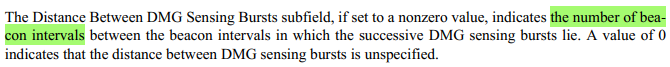 The Distance Between DMG Sensing Bursts subfield, if set to a nonzero value, indicates the number of bea-
con intervals between the beacon intervals in which the successive DMG sensing bursts lie. A value of 0
indicates that the distance between DMG sensing bursts is unspecified.